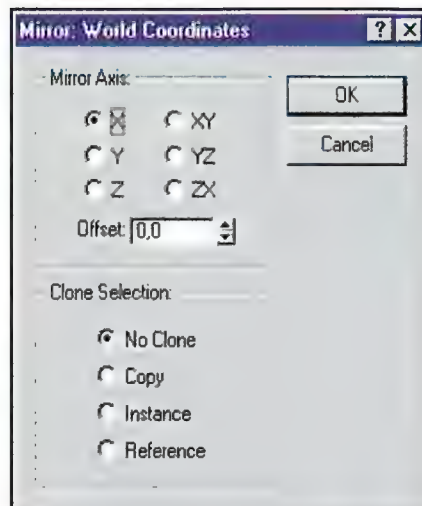 Mirror: World Coordinates
Mirror Axis:
X XY
Y YZ
Z ZX
Offset: 0,0
OK
Cancel
Clone Selection:
No Clone
Copy
Instance
Reference